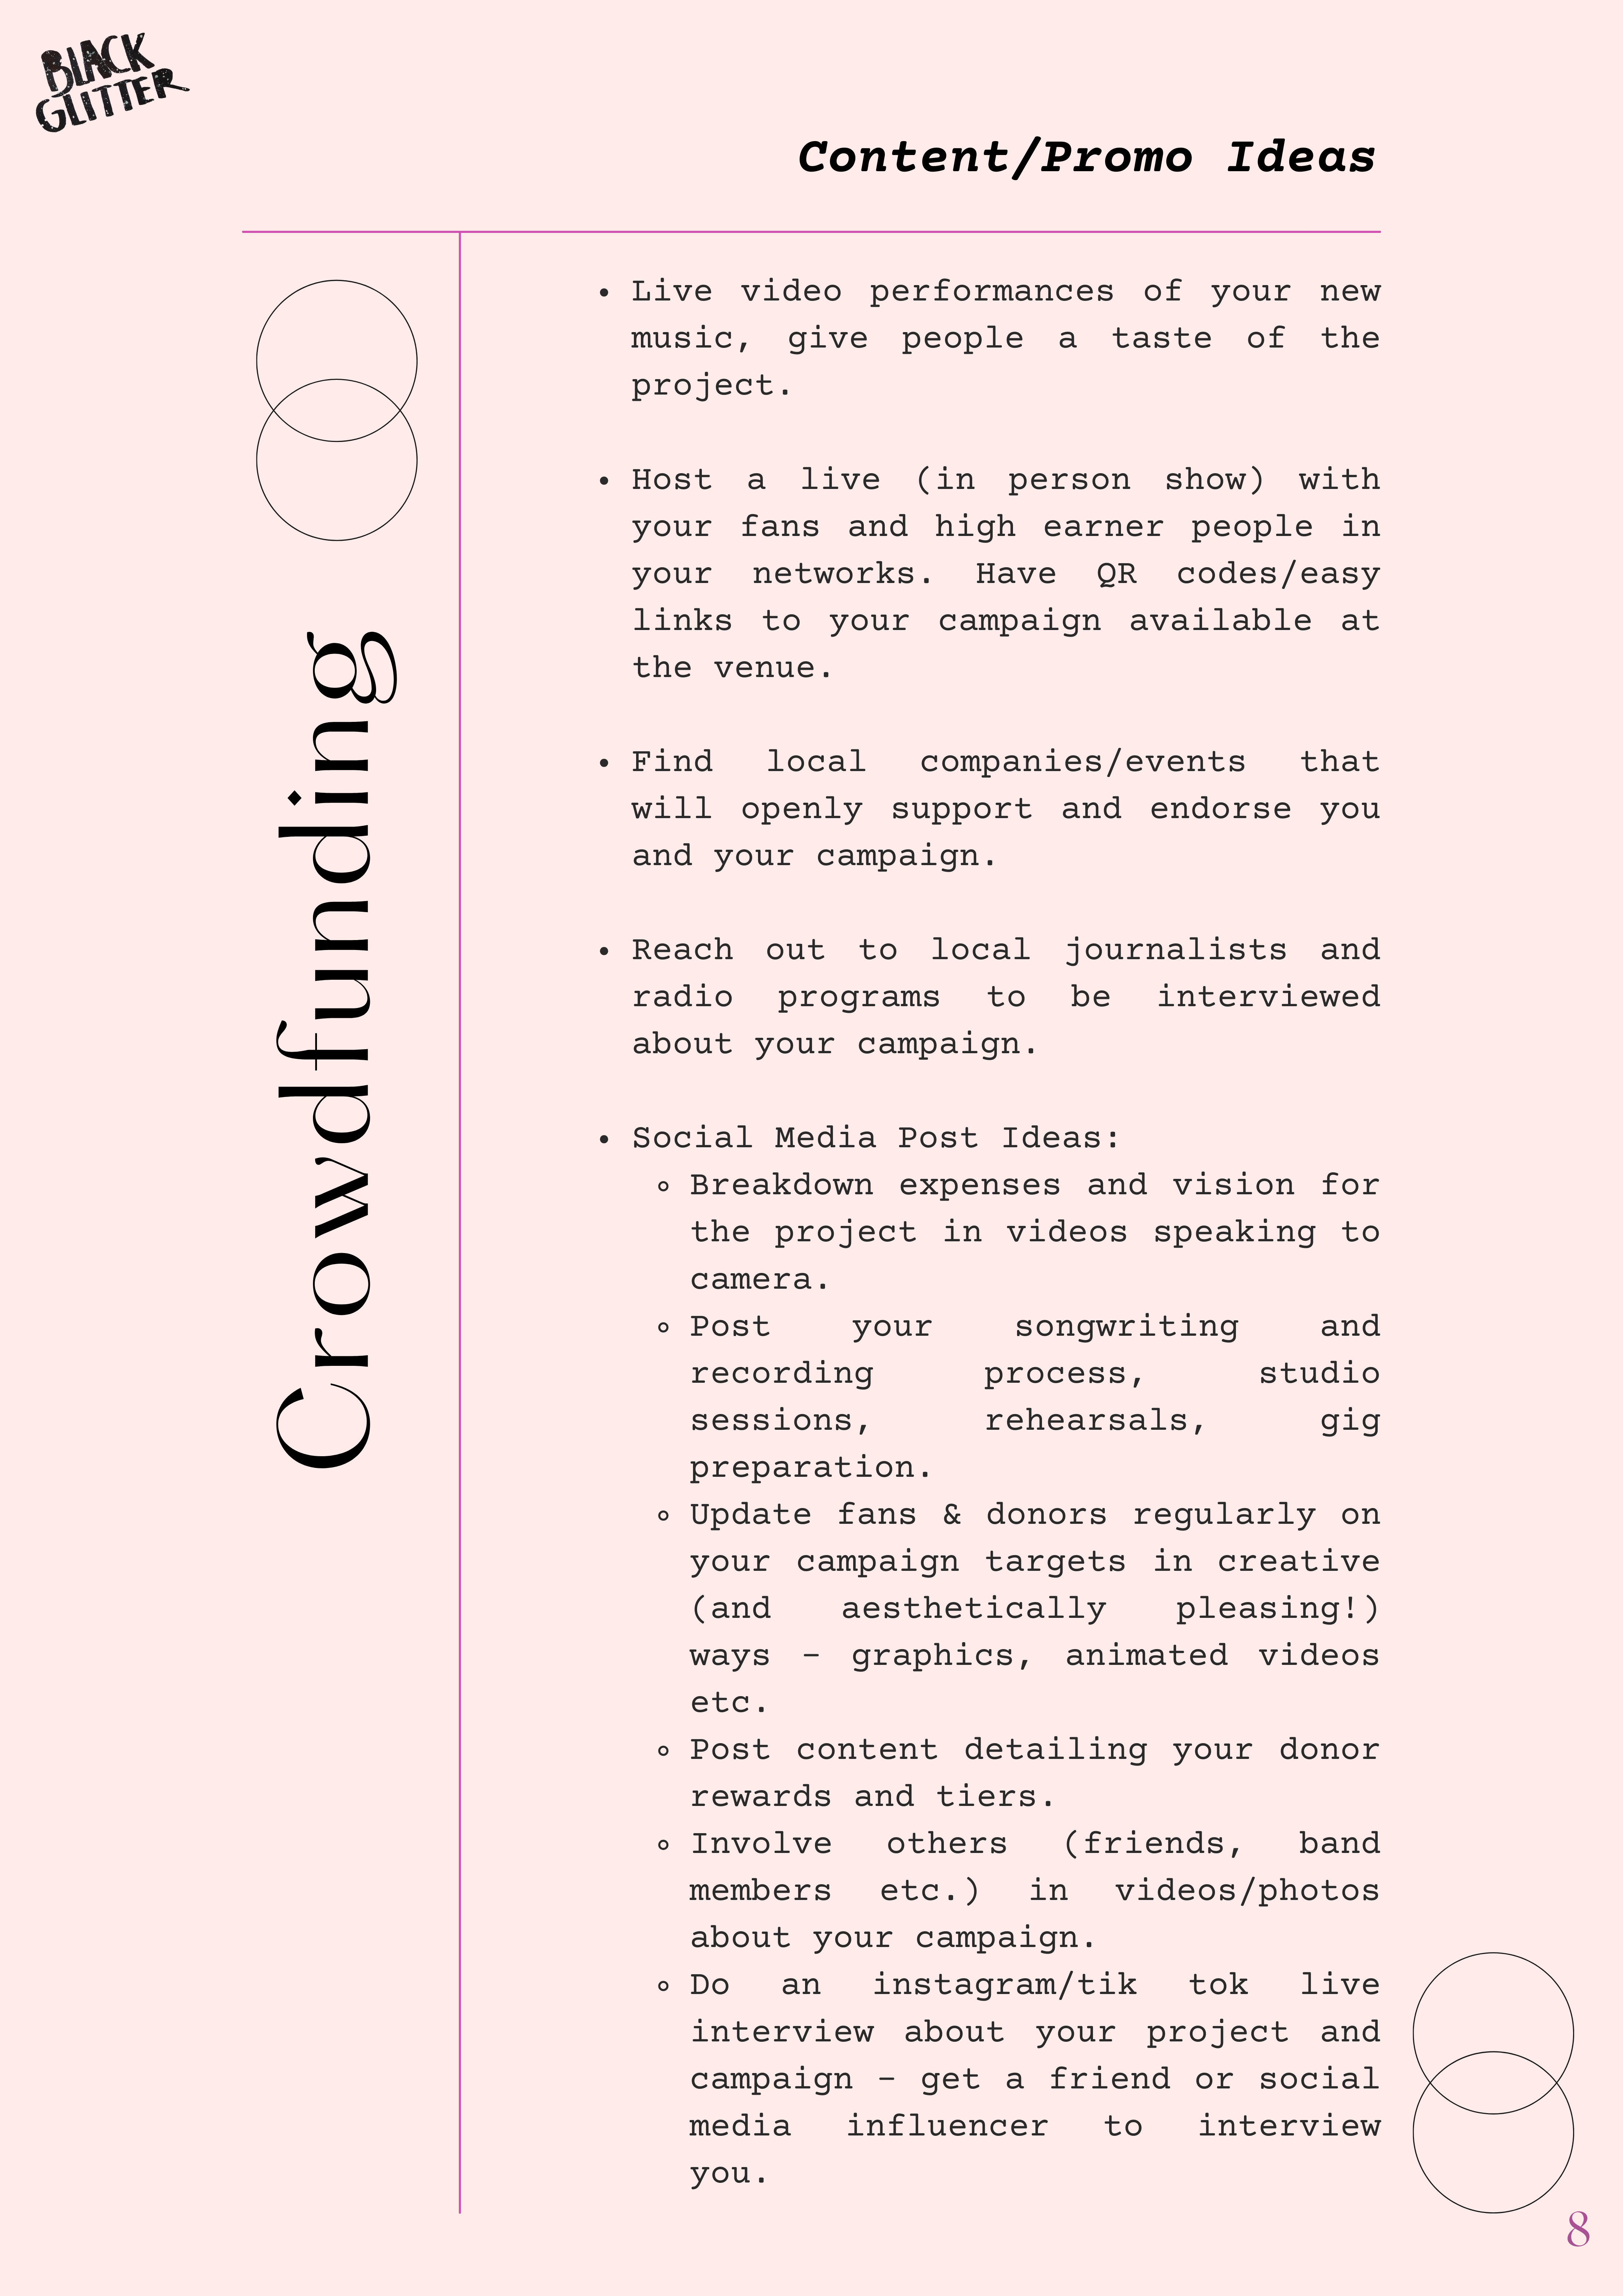 BLACK
GLITTER
Content/Promo Ideas
Crowdfunding
• Live video performances of your new
music, give people a taste of the
project.
• Host a live (in person show) with
your fans and high earner people in
your networks. Have QR codes/easy
links to your campaign available at
the venue.
• Find local companies/events that
will openly support and endorse you
and your campaign.
• Reach out to local journalists and
radio programs to be interviewed
about your campaign.
• Social Media Post Ideas:
◦ Breakdown expenses and vision for
the project in videos speaking to
camera.
◦ Post your songwriting and
recording process, studio
sessions, rehearsals, gig
preparation.
◦ Update fans & donors regularly on
your campaign targets in creative
(and aesthetically pleasing!)
ways - graphics, animated videos
etc.
◦ Post content detailing your donor
rewards and tiers.
◦ Involve others (friends, band
members etc.) in videos/photos
about your campaign.
◦ Do an instagram/tik tok live
interview about your project and
campaign - get a friend or social
media influencer to interview
you.
8